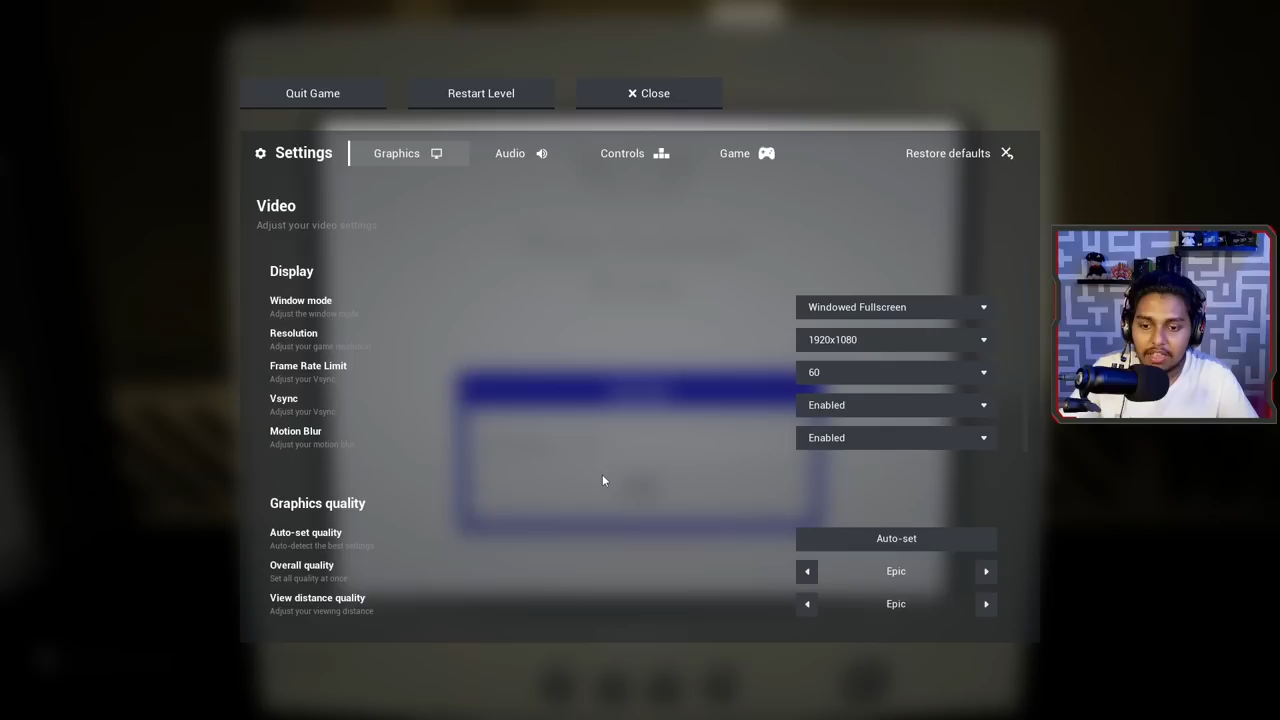 Quit Game
Restart Level
Close
Settings
Graphics
Audio
Controls
Game
Restore defaults
Video
Adjust your video settings
Display
Window mode
Adjust the window mode
Windowed Fullscreen
Resolution
Adjust your game resolution
1920x1080
Frame Rate Limit
Adjust your Vsync
60
Vsync
Adjust your Vsync
Enabled
Motion Blur
Adjust your motion blur
Enabled
Graphics quality
Auto-set quality
Auto-detect the best settings
Auto-set
Overall quality
Set all quality at once
Epic
View distance quality
Adjust your viewing distance
Epic